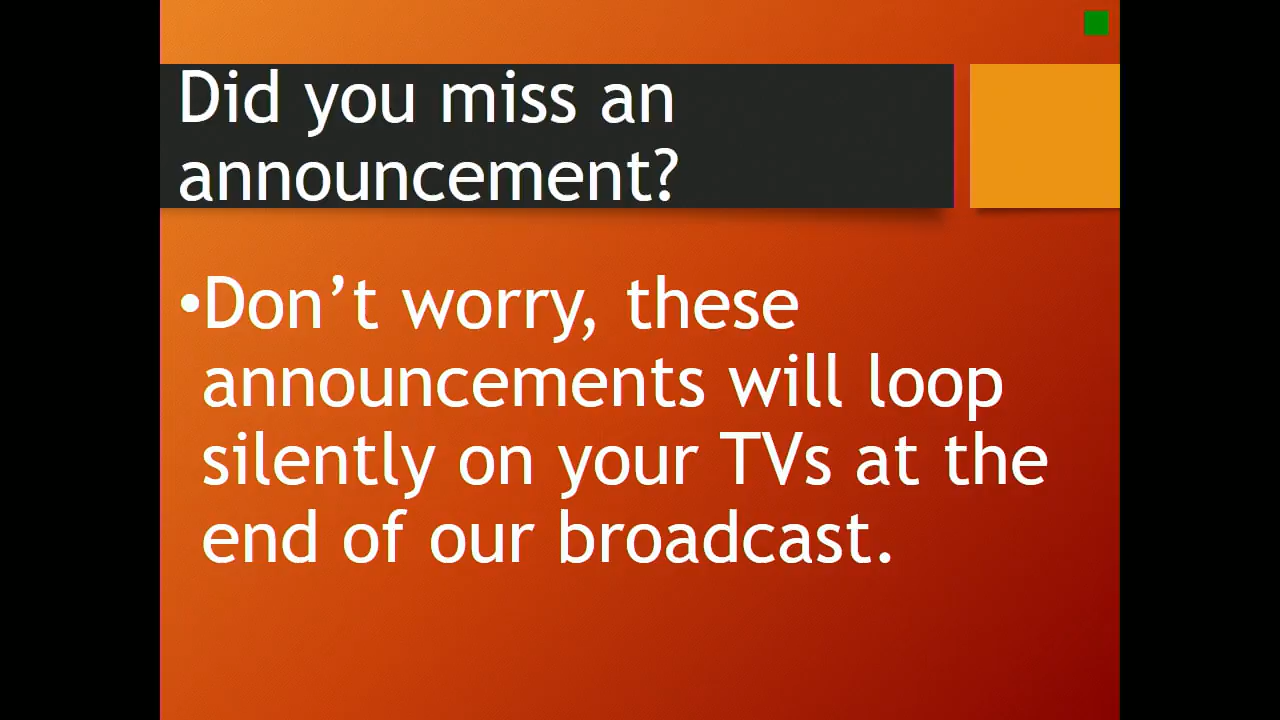 Did you miss an
announcement?
•Don’t worry, these
announcements will loop
silently on your TVs at the
end of our broadcast.